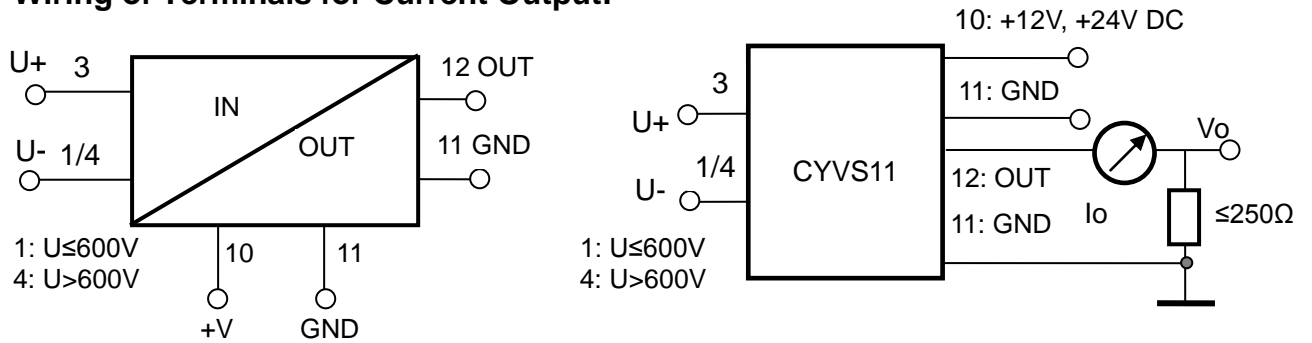 Wiring of Terminals for Current Output:
U+ 3
IN
OUT
12 OUT
U- 1/4
11 GND
1: U≤600V
4: U>600V
10
11
+V
GND
10: +12V, +24V DC
3
U+
11: GND
1/4
U-
CYVS11
Vo
12: OUT
Io
≤250Ω
11: GND
1: U≤600V
4: U>600V